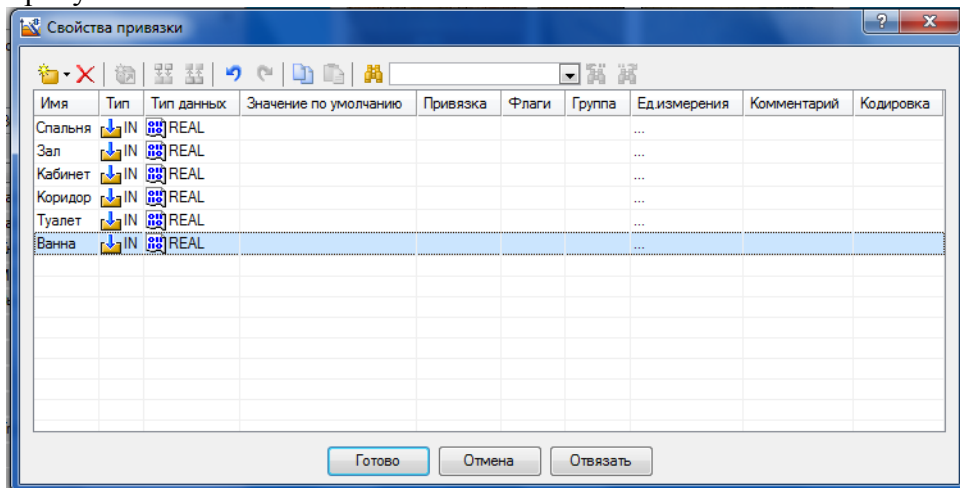 Свойства привязки
Имя Тип Тип данных Значение по умолчанию Привязка Флаги Группа Ед.измерения Комментарий Кодировка
Спальня IN REAL ...
Зал IN REAL ...
Кабинет IN REAL ...
Коридор IN REAL ...
Туалет IN REAL ...
Ванна IN REAL ...
Готово Отмена Отвязать